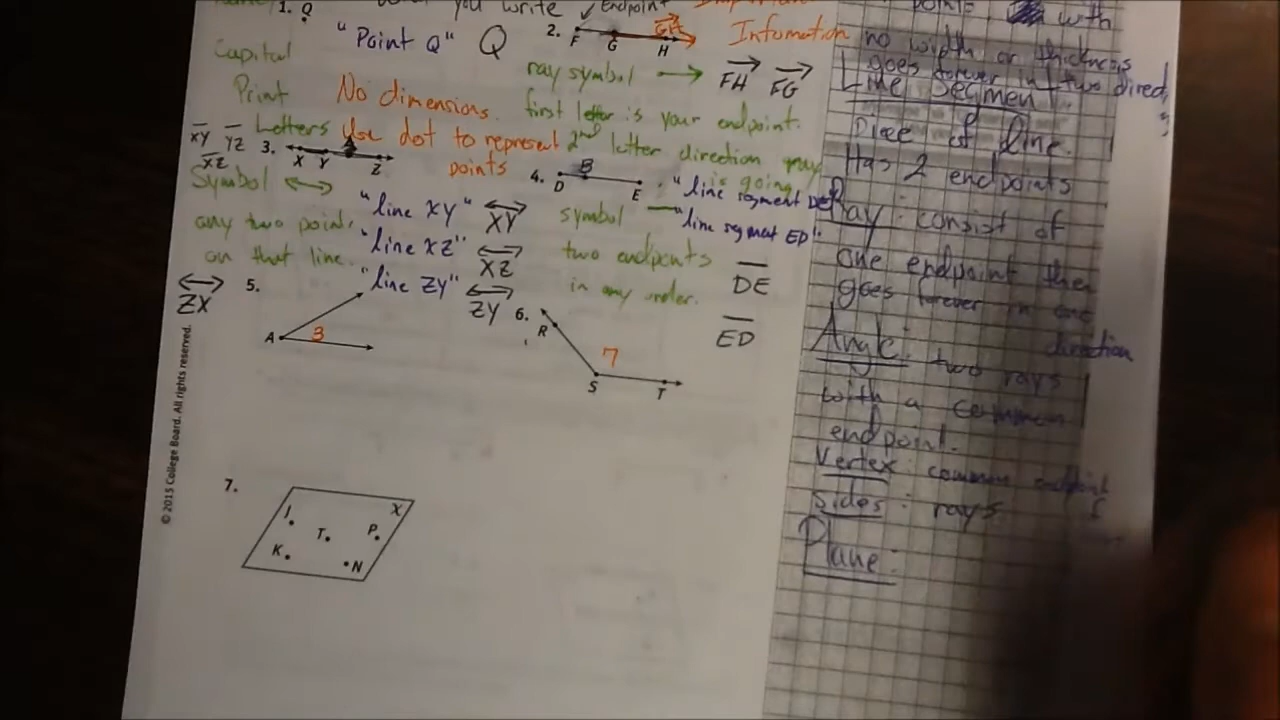 1. Q
you write
Endpoint
"Point Q" Q
2. F G H GH
Infomation
Capital
Print
Letters
No dimensions.
Use dot to represent
points
ray symbol → FH FG
first letter is your endpoint.
2nd letter direction ray
is going
XY YZ
XZ
3. X Y Z
Symbol ↔
any two points
on that line.
ZX
"line XY" XY
"line XZ" XZ
"line ZY" ZY
4. D B E
"line segment DE"
"line segmet ED"
symbol —
two endpoints
in any order.
DE
ED
5.
A 3
6.
R 7
S T
7.
J X
T P
K N
© 2015 College Board. All rights reserved.
with
no width or thickness
goes forever in two direc
Line Segment:
Piece of line.
Has 2 endpoints
Ray: consist of
one endpoint then
goes forever in one
direction
Angle: two rays
with a common
endpoint.
Vertex: common endpoint
Sides: rays
Plane: